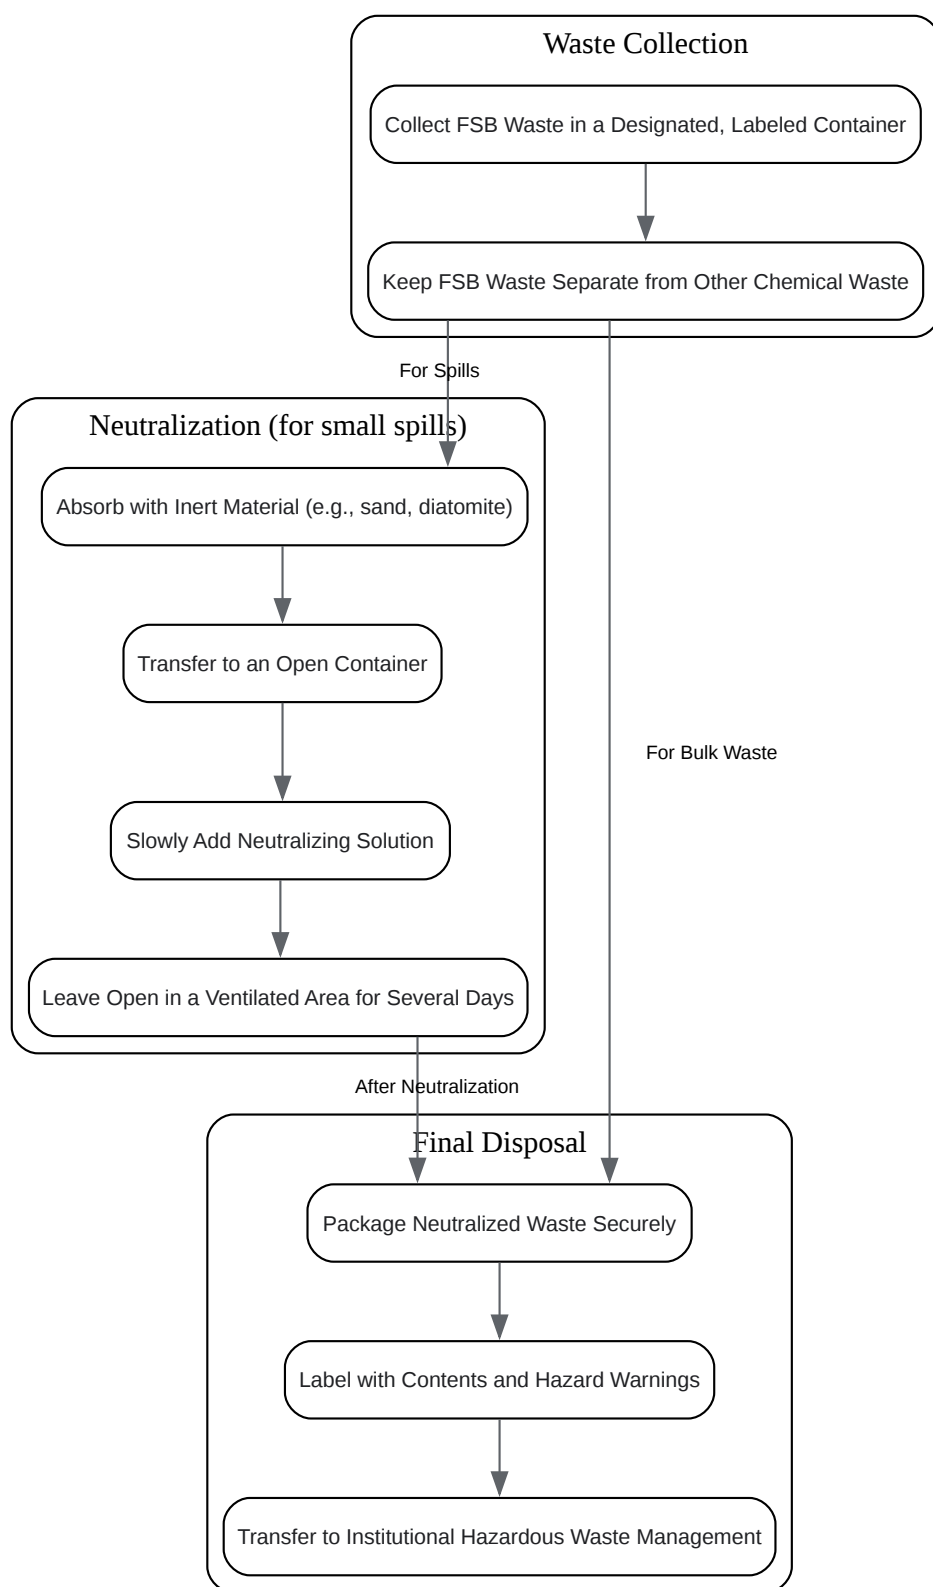 Waste Collection
Collect FSB Waste in a Designated, Labeled Container
Keep FSB Waste Separate from Other Chemical Waste
For Spills
Neutralization (for small spills)
Absorb with Inert Material (e.g., sand, diatomite)
Transfer to an Open Container
For Bulk Waste
Slowly Add Neutralizing Solution
Leave Open in a Ventilated Area for Several Days
After Neutralization
Final Disposal
Package Neutralized Waste Securely
Label with Contents and Hazard Warnings
Transfer to Institutional Hazardous Waste Management